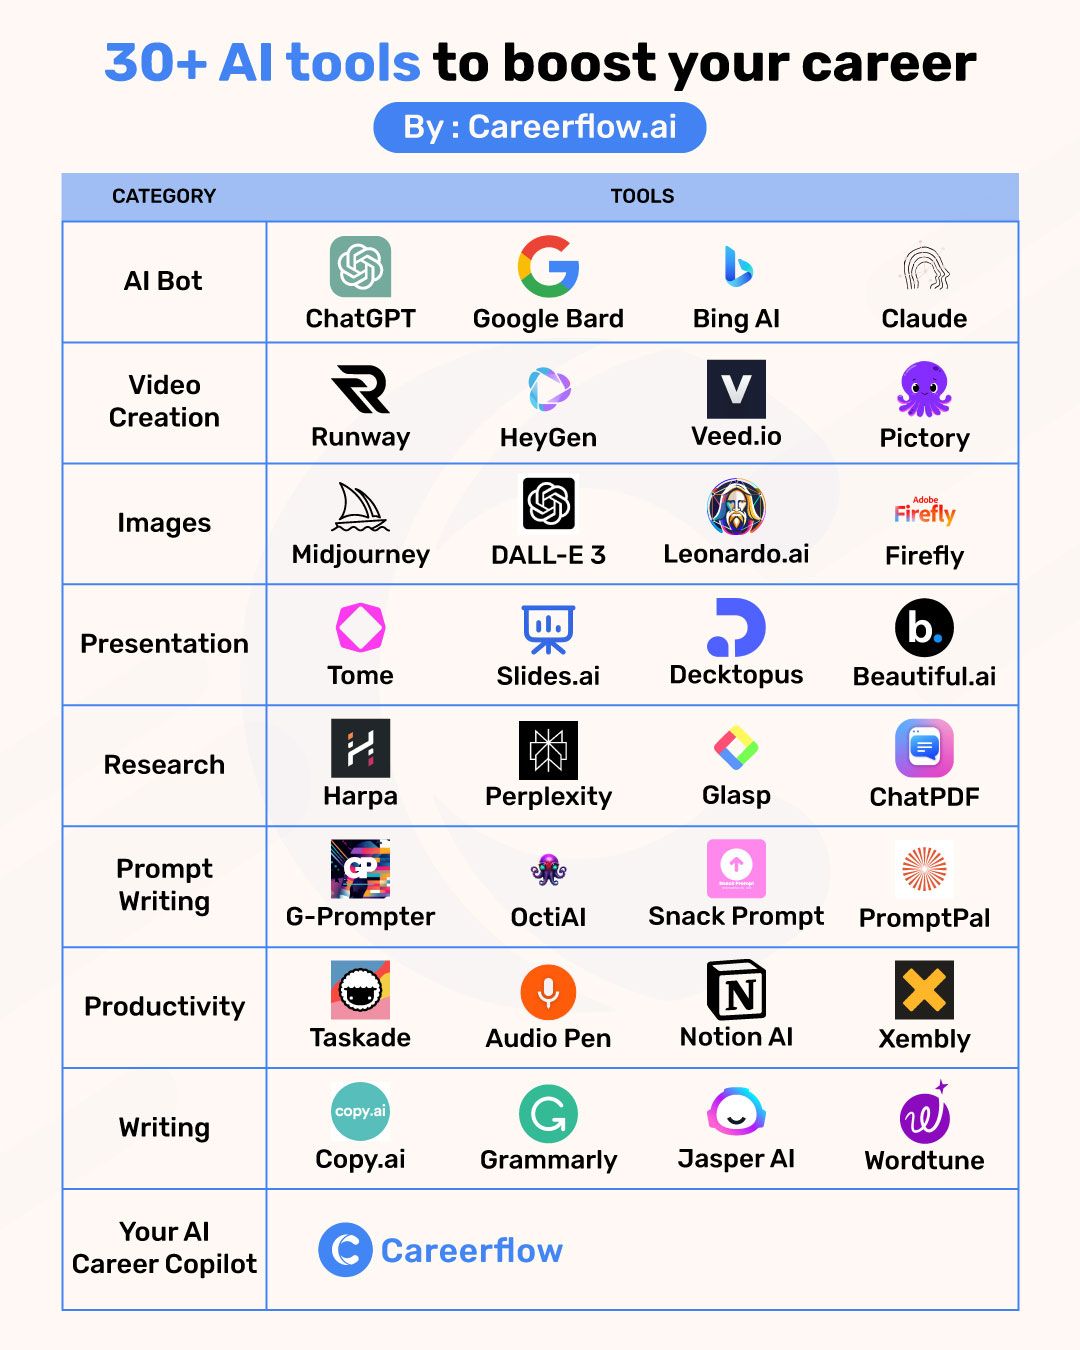 30+ AI tools to boost your career
By : Careerflow.ai
CATEGORY TOOLS
AI Bot
ChatGPT Google Bard Bing AI Claude
Video
Creation
Runway HeyGen Veed.io Pictory
Images
Adobe
Firefly
Midjourney DALL-E 3 Leonardo.ai Firefly
Presentation
b.
Tome Slides.ai Decktopus Beautiful.ai
Research
Harpa Perplexity Glasp ChatPDF
Prompt
Writing
GP
Snack Prompt
G-Prompter OctiAI Snack Prompt PromptPal
Productivity
Taskade Audio Pen Notion AI Xembly
Writing
copy.ai
Copy.ai Grammarly Jasper AI Wordtune
Your AI
Career Copilot
Careerflow